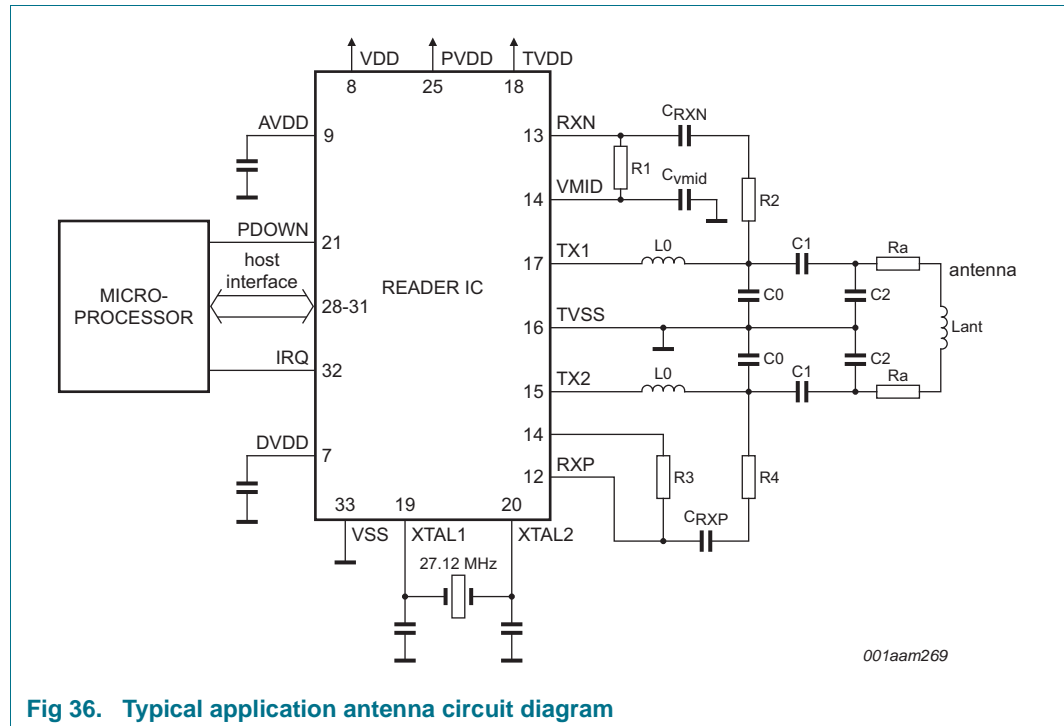 VDD PVDD TVDD
8 25 18
AVDD 9
13 RXN CRXN
R1
14 VMID Cvmid
R2
PDOWN 21
host
interface
28-31
MICRO-
PROCESSOR
READER IC
IRQ 32
17 TX1 L0 C1 Ra
antenna
C0 C2
16 TVSS
Lant
C0 C2
15 TX2 L0 C1 Ra
DVDD 7
14
12 RXP R3 R4
CRXP
33 19 20
VSS XTAL1 XTAL2
27.12 MHz
001aam269
Fig 36. Typical application antenna circuit diagram